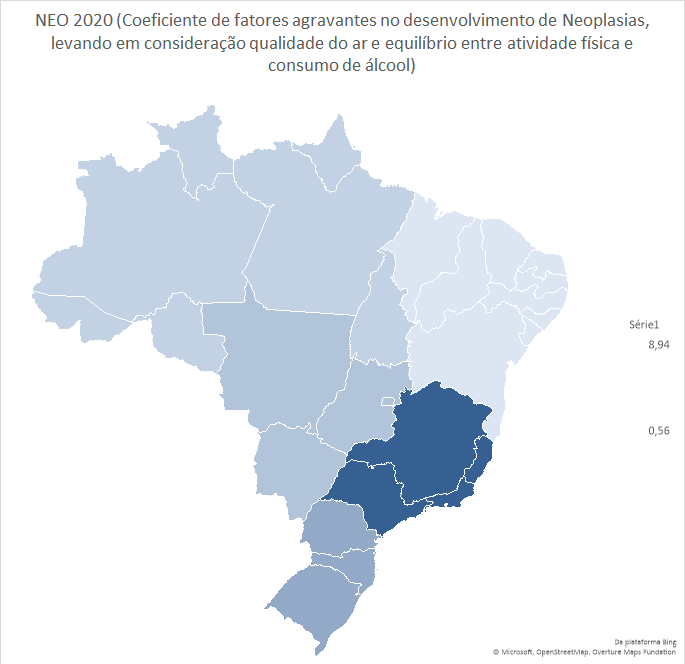 NEO 2020 (Coeficiente de fatores agravantes no desenvolvimento de Neoplasias,
levando em consideração qualidade do ar e equilíbrio entre atividade física e
consumo de álcool)
Série1
8,94
0,56
Da plataforma Bing
© Microsoft, OpenStreetMap, Overture Maps Fundation